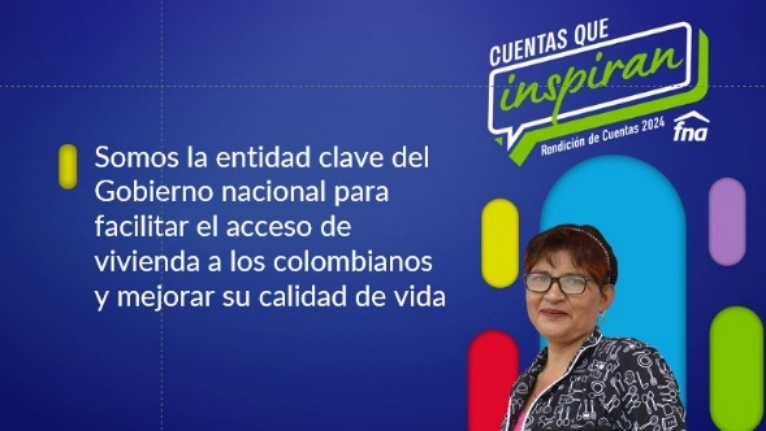 CUENTAS QUE
inspiran
Rendición de Cuentas 2024
fna
Somos la entidad clave del
Gobierno nacional para
facilitar el acceso de
vivienda a los colombianos
y mejorar su calidad de vida